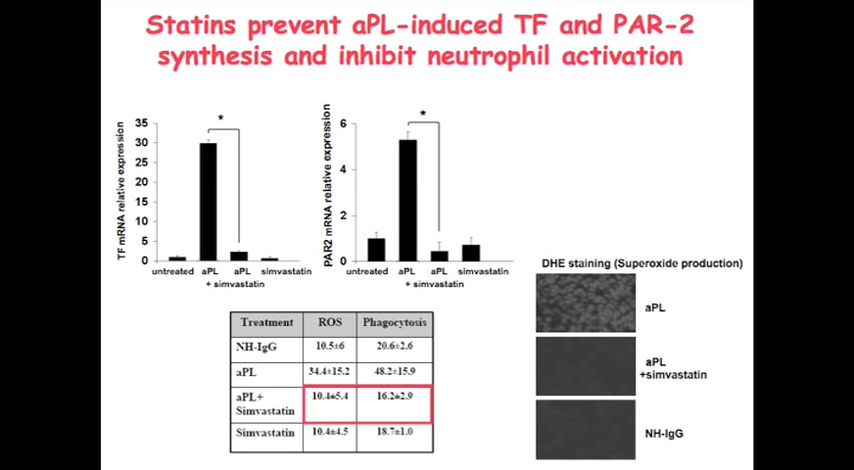 Statins prevent aPL-induced TF and PAR-2
synthesis and inhibit neutrophil activation
TF mRNA relative expression
35
30
25
20
15
10
5
0
untreated aPL aPL simvastatin
+ simvastatin
*
PAR2 mRNA relative expression
6
4
2
0
untreated aPL aPL simvastatin
+ simvastatin
*
Treatment ROS Phagocytosis
NH-IgG 10.5±6 20.6±2.6
aPL 34.4±15.2 48.2±15.9
aPL+ 10.4±5.4 16.2±2.9
Simvastatin
Simvastatin 10.4±4.5 18.7±1.0
DHE staining (Superoxide production)
aPL
aPL
+simvastatin
NH-IgG